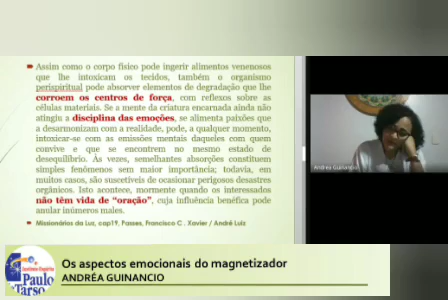 Assim como o corpo físico pode ingerir alimentos venenosos
que lhe intoxicam os tecidos, também o organismo
perispiritual pode absorver elementos de degradação que lhe
corroem os centros de força, com reflexos sobre as
células materiais. Se a mente da criatura encarnada ainda não
atingiu a disciplina das emoções, se alimenta paixões que
a desarmonizam com a realidade, pode, a qualquer momento,
intoxicar-se com as emissões mentais daqueles com quem
convive e que se encontrem no mesmo estado de
desequilíbrio. Às vezes, semelhantes absorções constituem
simples fenômenos sem maior importância; todavia, em
muitos casos, são suscetíveis de ocasionar perigosos desastres
orgânicos. Isto acontece, mormente quando os interessados
não têm vida de “oração”, cuja influência benéfica pode
anular inúmeros males.
Missionários da Luz, cap19. Passes, Francisco C. Xavier / André Luiz
Andrea Guinancio
Os aspectos emocionais do magnetizador
ANDRÉA GUINANCIO
Paulo
Tarso